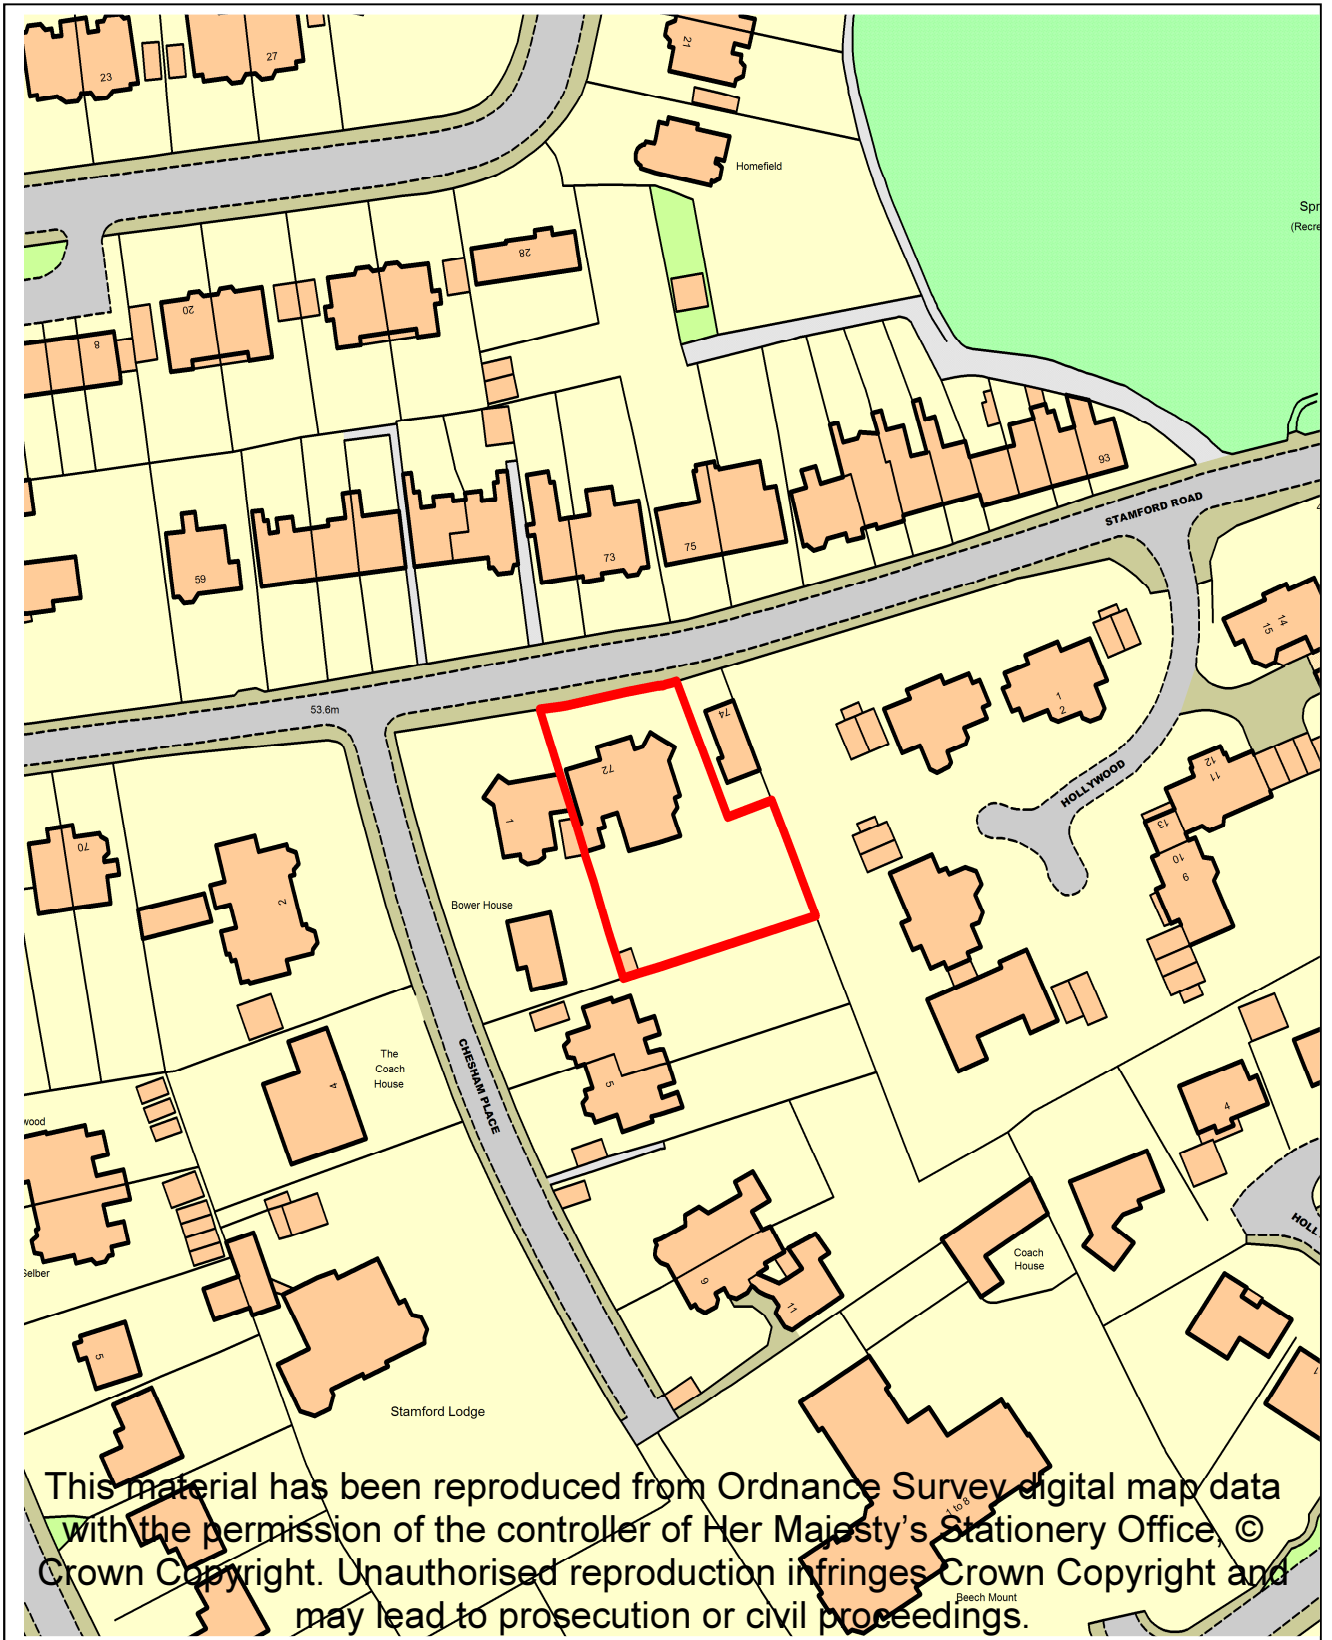 23
27
21
Homefield
Spr
(Recre
28
20
8
93
STAMFORD ROAD
59
73
75
53.6m
74
72
1
1
2
14
15
HOLLYWOOD
12
11
13
10
9
70
2
Bower House
The
Coach
House
4
CHESHAM PLACE
5
4
wood
Selber
HOLL
Coach
House
9
11
5
1
Stamford Lodge
1 to 8
Beech Mount
This material has been reproduced from Ordnance Survey digital map data
with the permission of the controller of Her Majesty's Stationery Office, ©
Crown Copyright. Unauthorised reproduction infringes Crown Copyright and
may lead to prosecution or civil proceedings.